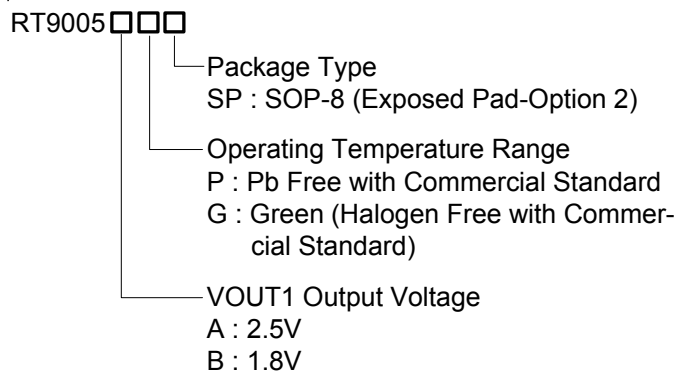 RT9005□□□
Package Type
SP : SOP-8 (Exposed Pad-Option 2)
Operating Temperature Range
P : Pb Free with Commercial Standard
G : Green (Halogen Free with Commer-
cial Standard)
VOUT1 Output Voltage
A : 2.5V
B : 1.8V